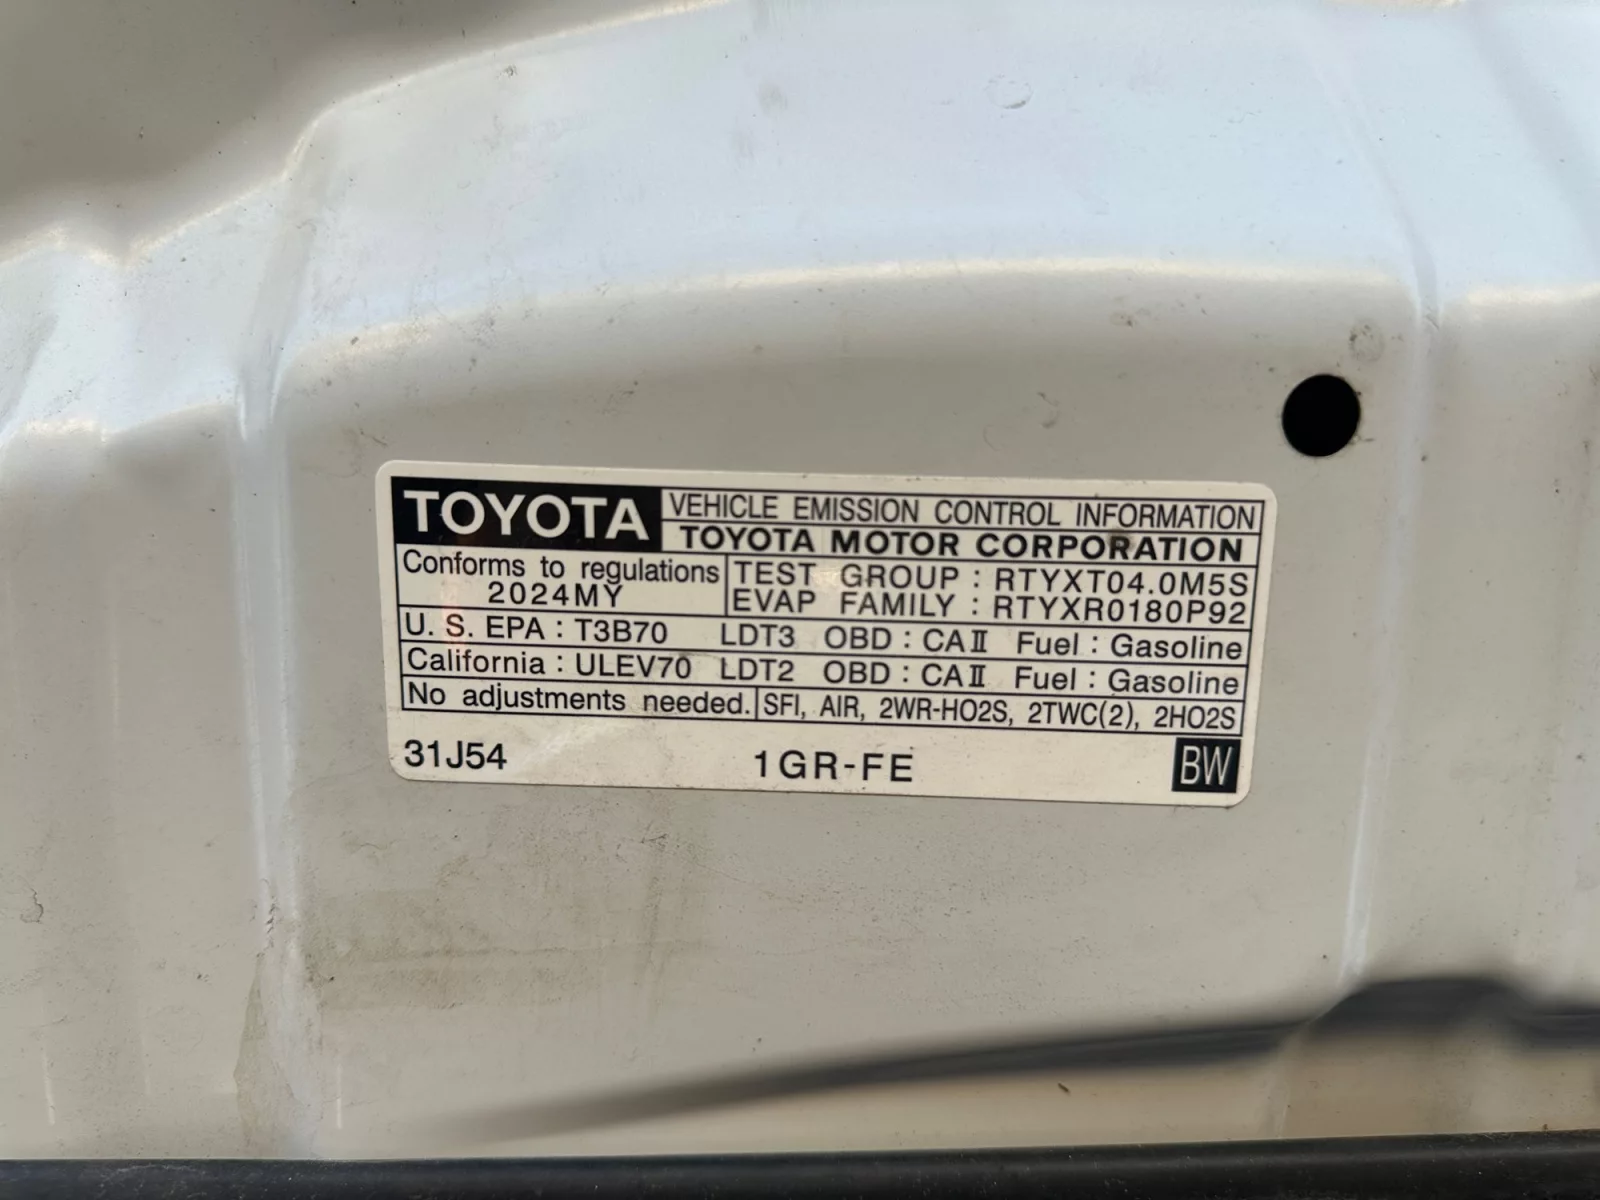 TOYOTA VEHICLE EMISSION CONTROL INFORMATION
TOYOTA MOTOR CORPORATION
Conforms to regulations
2024MY
TEST GROUP : RTYXT04.0M5S
EVAP FAMILY : RTYXR0180P92
U. S. EPA : T3B70 LDT3 OBD : CAⅡ Fuel : Gasoline
California : ULEV70 LDT2 OBD : CAⅡ Fuel : Gasoline
No adjustments needed. SFI, AIR, 2WR-HO2S, 2TWC(2), 2HO2S
31J54 1GR-FE BW